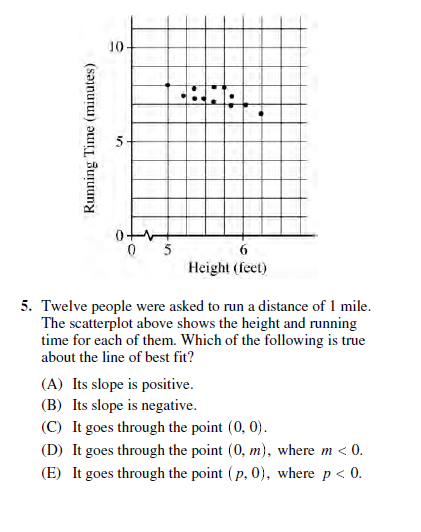 10
Running Time (minutes)
5
0
0 5 6
Height (feet)
5. Twelve people were asked to run a distance of 1 mile.
The scatterplot above shows the height and running
time for each of them. Which of the following is true
about the line of best fit?
(A) Its slope is positive.
(B) Its slope is negative.
(C) It goes through the point (0, 0).
(D) It goes through the point (0, m), where m < 0.
(E) It goes through the point (p, 0), where p < 0.